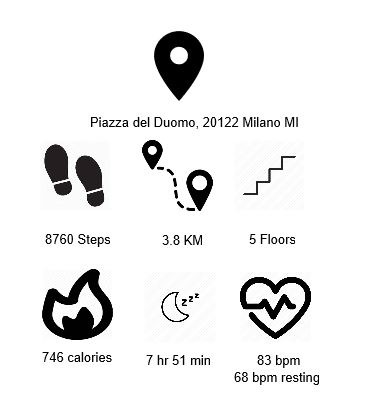 Piazza del Duomo, 20122 Milano MI
8760 Steps
3.8 KM
5 Floors
746 calories
7 hr 51 min
83 bpm
68 bpm resting